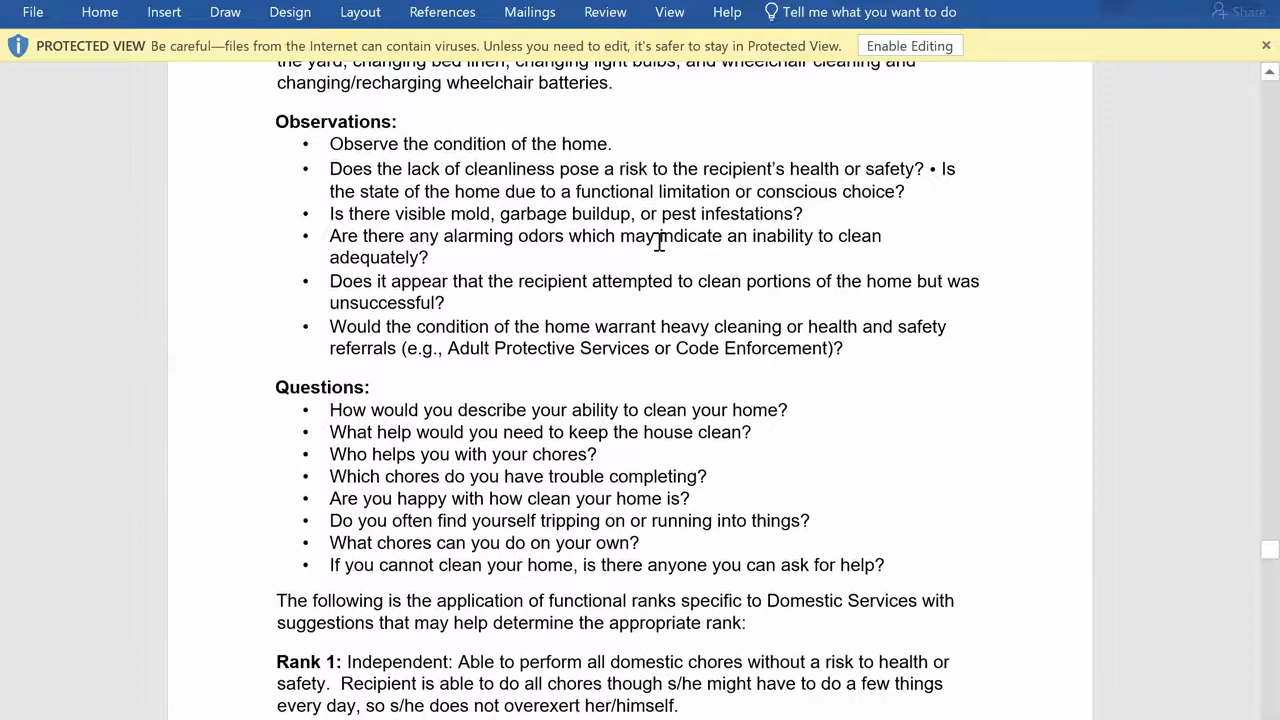 File Home Insert Draw Design Layout References Mailings Review View Help Tell me what you want to do Share
PROTECTED VIEW Be careful—files from the Internet can contain viruses. Unless you need to edit, it's safer to stay in Protected View. Enable Editing
the yard, changing bed linen, changing light bulbs, and wheelchair cleaning and
changing/recharging wheelchair batteries.
Observations:
• Observe the condition of the home.
• Does the lack of cleanliness pose a risk to the recipient’s health or safety? • Is
the state of the home due to a functional limitation or conscious choice?
• Is there visible mold, garbage buildup, or pest infestations?
• Are there any alarming odors which may indicate an inability to clean
adequately?
• Does it appear that the recipient attempted to clean portions of the home but was
unsuccessful?
• Would the condition of the home warrant heavy cleaning or health and safety
referrals (e.g., Adult Protective Services or Code Enforcement)?
Questions:
• How would you describe your ability to clean your home?
• What help would you need to keep the house clean?
• Who helps you with your chores?
• Which chores do you have trouble completing?
• Are you happy with how clean your home is?
• Do you often find yourself tripping on or running into things?
• What chores can you do on your own?
• If you cannot clean your home, is there anyone you can ask for help?
The following is the application of functional ranks specific to Domestic Services with
suggestions that may help determine the appropriate rank:
Rank 1: Independent: Able to perform all domestic chores without a risk to health or
safety. Recipient is able to do all chores though s/he might have to do a few things
every day, so s/he does not overexert her/himself.